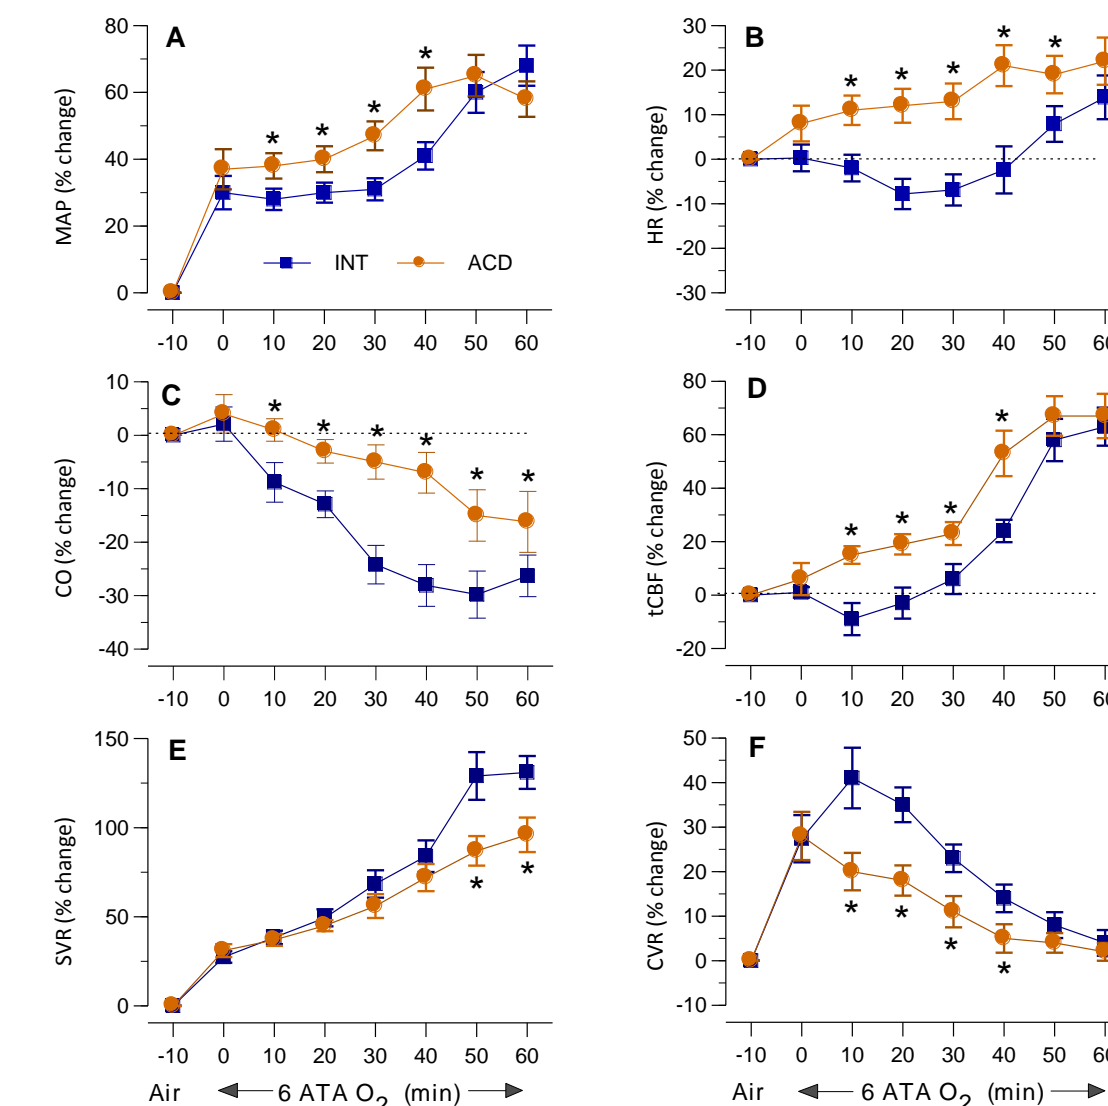 A
MAP (% change)
80
60
40
20
0
* * * *
INT ACD
-10 0 10 20 30 40 50 60
B
HR (% change)
30
20
10
0
-10
-20
-30
* * * * *
-10 0 10 20 30 40 50
C
CO (% change)
10
0
-10
-20
-30
-40
* * * * * *
-10 0 10 20 30 40 50 60
D
tCBF (% change)
80
60
40
20
0
-20
* * * *
-10 0 10 20 30 40 50
E
SVR (% change)
150
100
50
0
* *
-10 0 10 20 30 40 50 60
Air 6 ATA O2 (min)
F
CVR (% change)
50
40
30
20
10
0
-10
* * * *
-10 0 10 20 30 40 50
Air 6 ATA O2 (min)